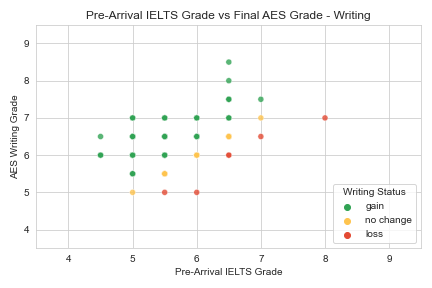 Pre-Arrival IELTS Grade vs Final AES Grade - Writing
AES Writing Grade
9
8
7
6
5
4
4 5 6 7 8 9
Pre-Arrival IELTS Grade
Writing Status
gain
no change
loss